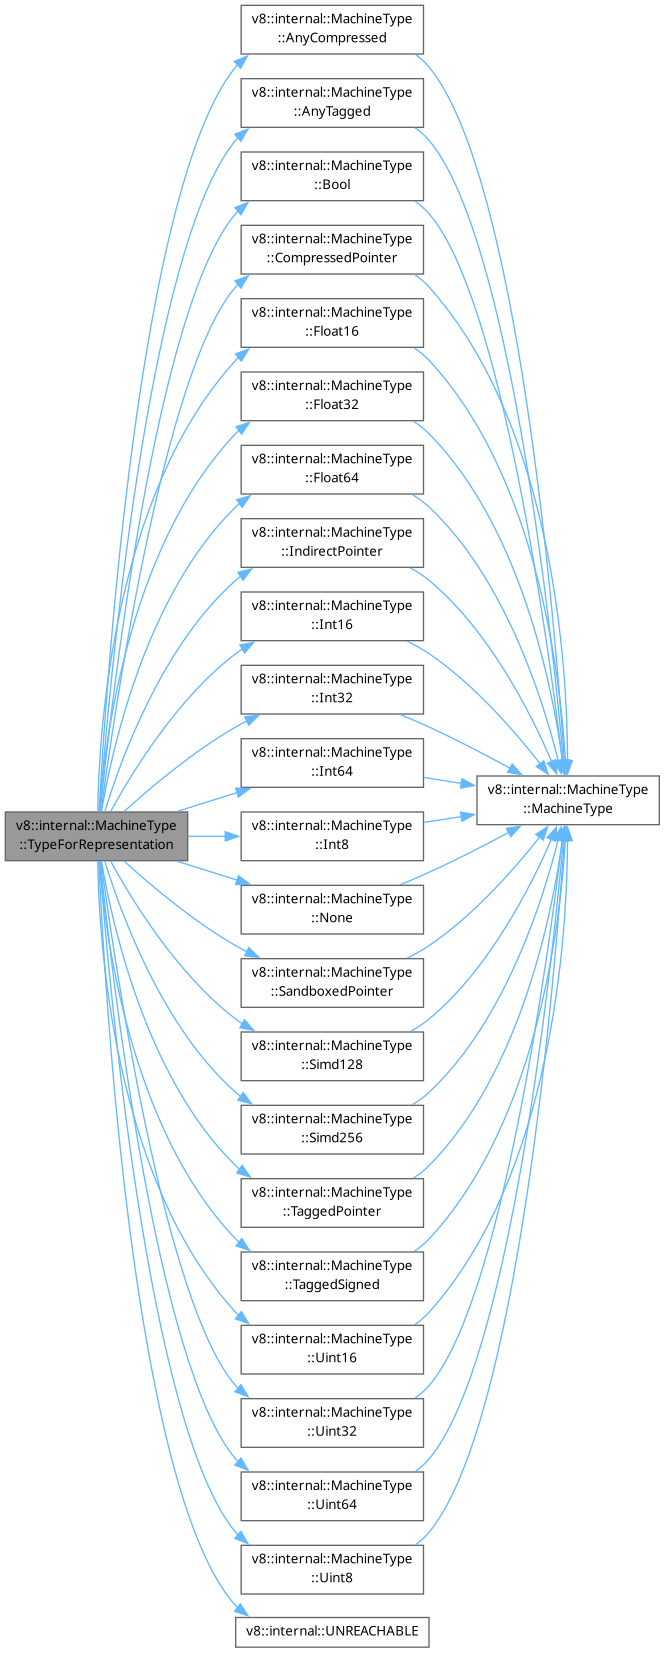 v8::internal::MachineType
::AnyCompressed
v8::internal::MachineType
::AnyTagged
v8::internal::MachineType
::Bool
v8::internal::MachineType
::CompressedPointer
v8::internal::MachineType
::Float16
v8::internal::MachineType
::Float32
v8::internal::MachineType
::Float64
v8::internal::MachineType
::IndirectPointer
v8::internal::MachineType
::Int16
v8::internal::MachineType
::Int32
v8::internal::MachineType
::Int64
v8::internal::MachineType
::MachineType
v8::internal::MachineType
::TypeForRepresentation
v8::internal::MachineType
::Int8
v8::internal::MachineType
::None
v8::internal::MachineType
::SandboxedPointer
v8::internal::MachineType
::Simd128
v8::internal::MachineType
::Simd256
v8::internal::MachineType
::TaggedPointer
v8::internal::MachineType
::TaggedSigned
v8::internal::MachineType
::Uint16
v8::internal::MachineType
::Uint32
v8::internal::MachineType
::Uint64
v8::internal::MachineType
::Uint8
v8::internal::UNREACHABLE